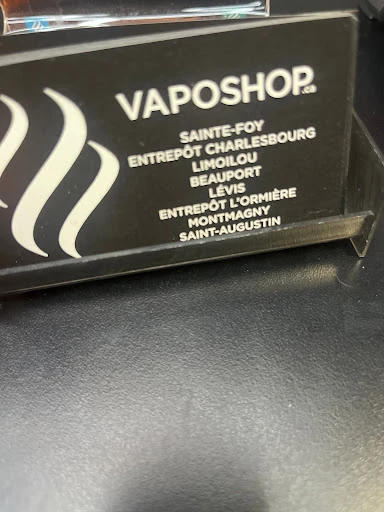 VAPOSHOP.ca
SAINTE-FOY
ENTREPÔT CHARLESBOURG
LIMOILOU
BEAUPORT
LÉVIS
ENTREPÔT L'ORMIÈRE
MONTMAGNY
SAINT-AUGUSTIN